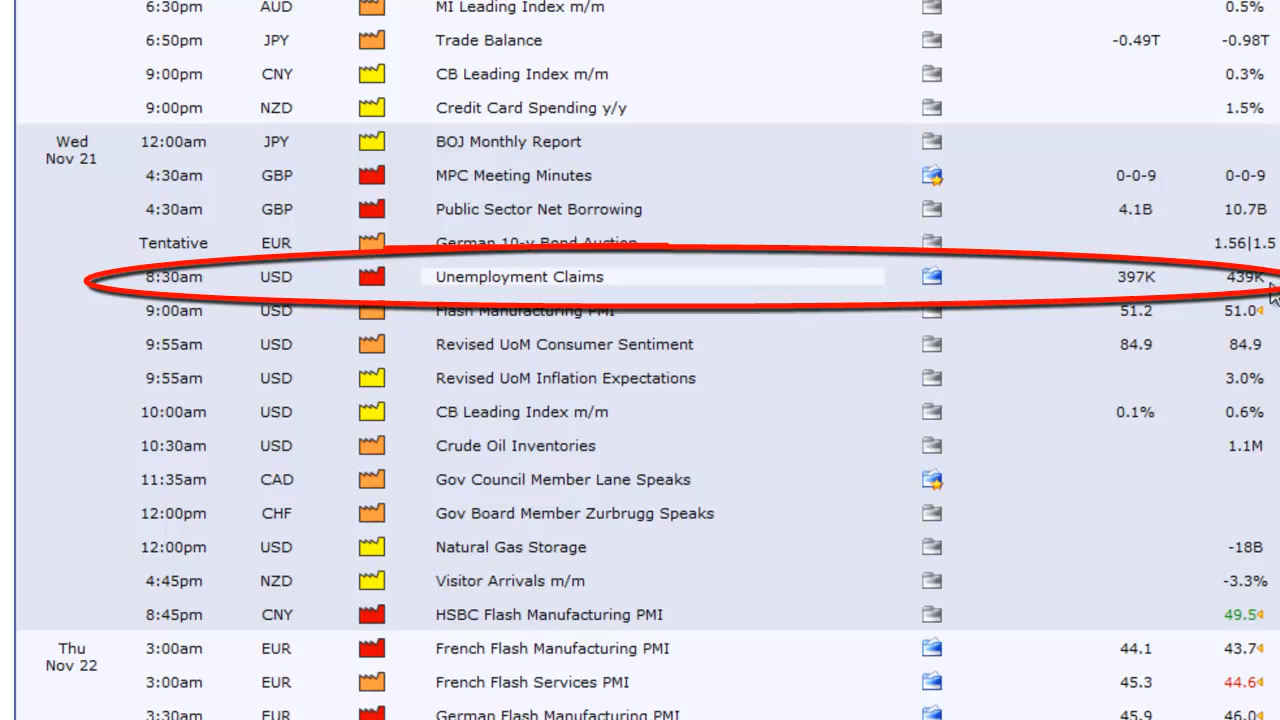 6:30pm AUD MI Leading Index m/m 0.5%
6:50pm JPY Trade Balance -0.49T -0.98T
9:00pm CNY CB Leading Index m/m 0.3%
9:00pm NZD Credit Card Spending y/y 1.5%
Wed Nov 21 12:00am JPY BOJ Monthly Report
4:30am GBP MPC Meeting Minutes 0-0-9 0-0-9
4:30am GBP Public Sector Net Borrowing 4.1B 10.7B
Tentative EUR German 10-y Bond Auction 1.56|1.5
8:30am USD Unemployment Claims 397K 439K
9:00am USD Flash Manufacturing PMI 51.2 51.0
9:55am USD Revised UoM Consumer Sentiment 84.9 84.9
9:55am USD Revised UoM Inflation Expectations 3.0%
10:00am USD CB Leading Index m/m 0.1% 0.6%
10:30am USD Crude Oil Inventories 1.1M
11:35am CAD Gov Council Member Lane Speaks
12:00pm CHF Gov Board Member Zurbrugg Speaks
12:00pm USD Natural Gas Storage -18B
4:45pm NZD Visitor Arrivals m/m -3.3%
8:45pm CNY HSBC Flash Manufacturing PMI 49.5
Thu Nov 22 3:00am EUR French Flash Manufacturing PMI 44.1 43.7
3:00am EUR French Flash Services PMI 45.3 44.6
3:30am EUR German Flash Manufacturing PMI 45.9 46.0